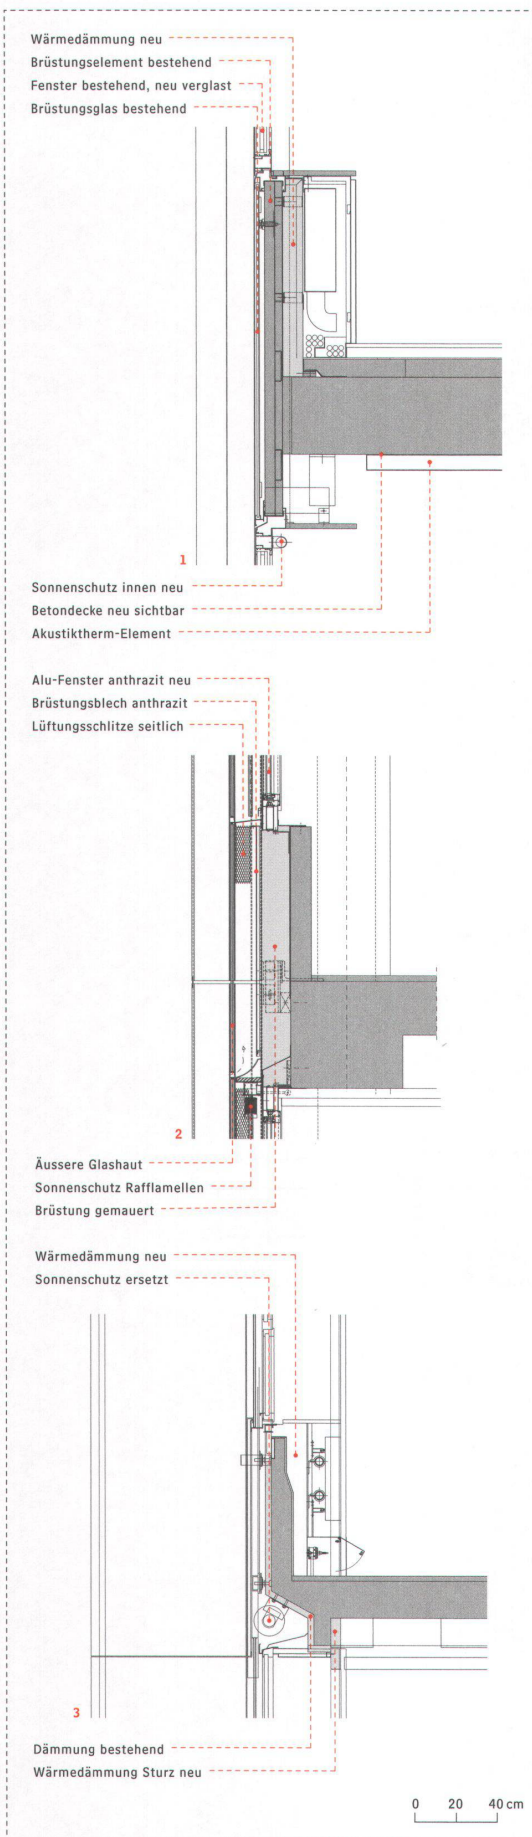 Wärmedämmung neu
Brüstungselement bestehend
Fenster bestehend, neu verglast
Brüstungsglas bestehend
1
Sonnenschutz innen neu
Betondecke neu sichtbar
Akustiktherm-Element
Alu-Fenster anthrazit neu
Brüstungsblech anthrazit
Lüftungsschlitze seitlich
2
Äussere Glashaut
Sonnenschutz Rafflamellen
Brüstung gemauert
Wärmedämmung neu
Sonnenschutz ersetzt
3
Dämmung bestehend
Wärmedämmung Sturz neu
0 20 40 cm